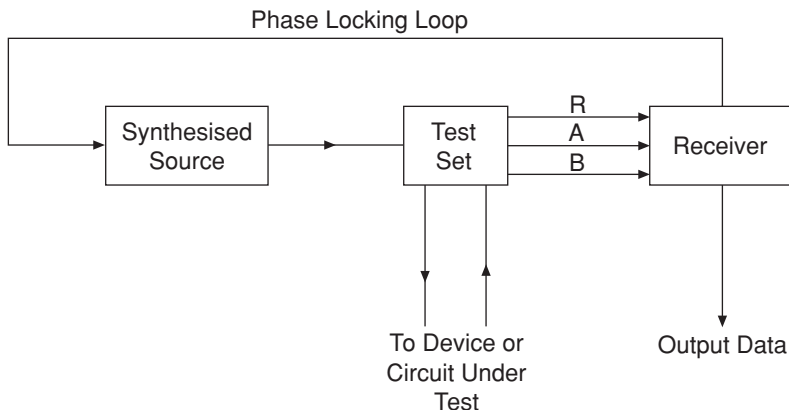 Phase Locking Loop
Synthesised
Source
Test
Set
R
A
B
Receiver
To Device or
Circuit Under
Test
Output Data